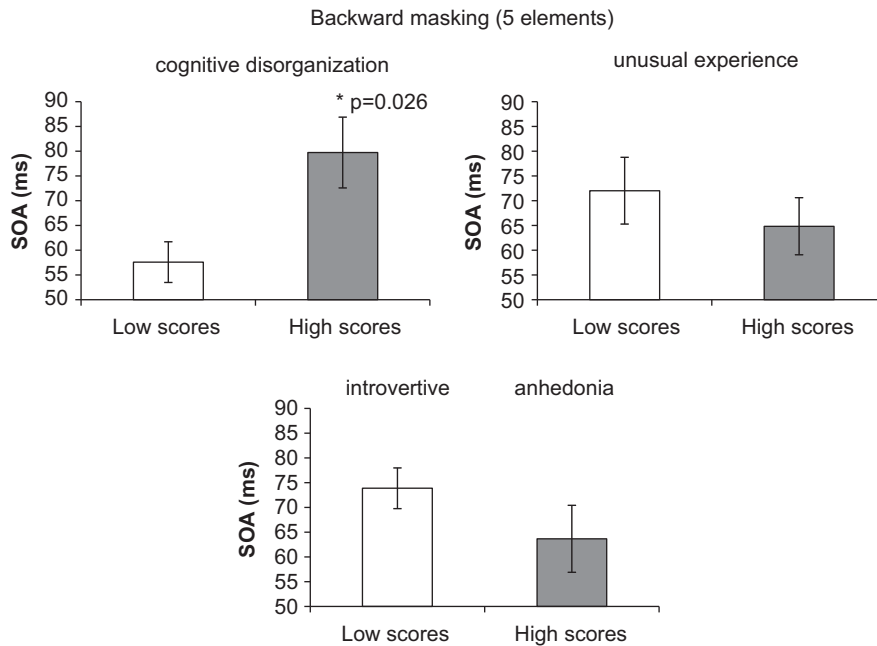 Backward masking (5 elements)
cognitive disorganization
90
85
80
75
70
65
60
55
50
SOA (ms)
* p=0.026
Low scores High scores
unusual experience
90
85
80
75
70
65
60
55
50
SOA (ms)
Low scores High scores
introvertive anhedonia
90
85
80
75
70
65
60
55
50
SOA (ms)
Low scores High scores